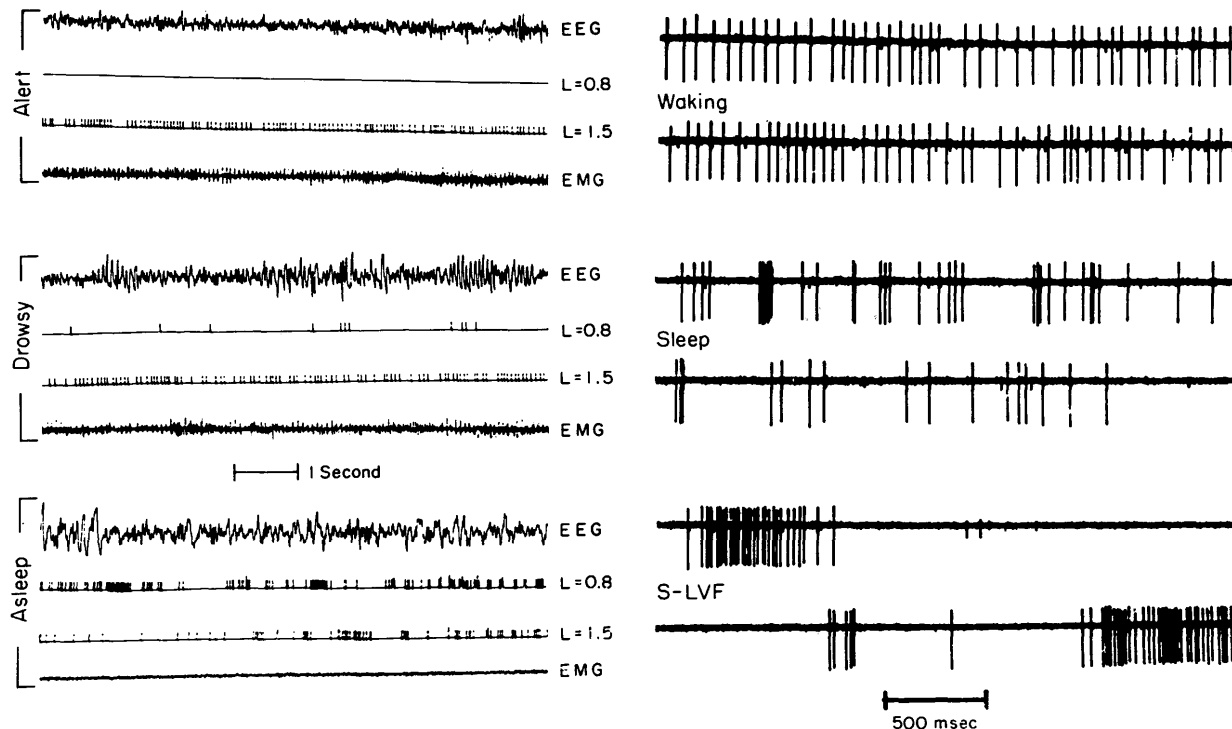 Alert
EEG
L=0.8
L=1.5
EMG
Drowsy
EEG
L=0.8
L=1.5
EMG
1 Second
Asleep
EEG
L=0.8
L=1.5
EMG
Waking
Sleep
S-LVF
500 msec